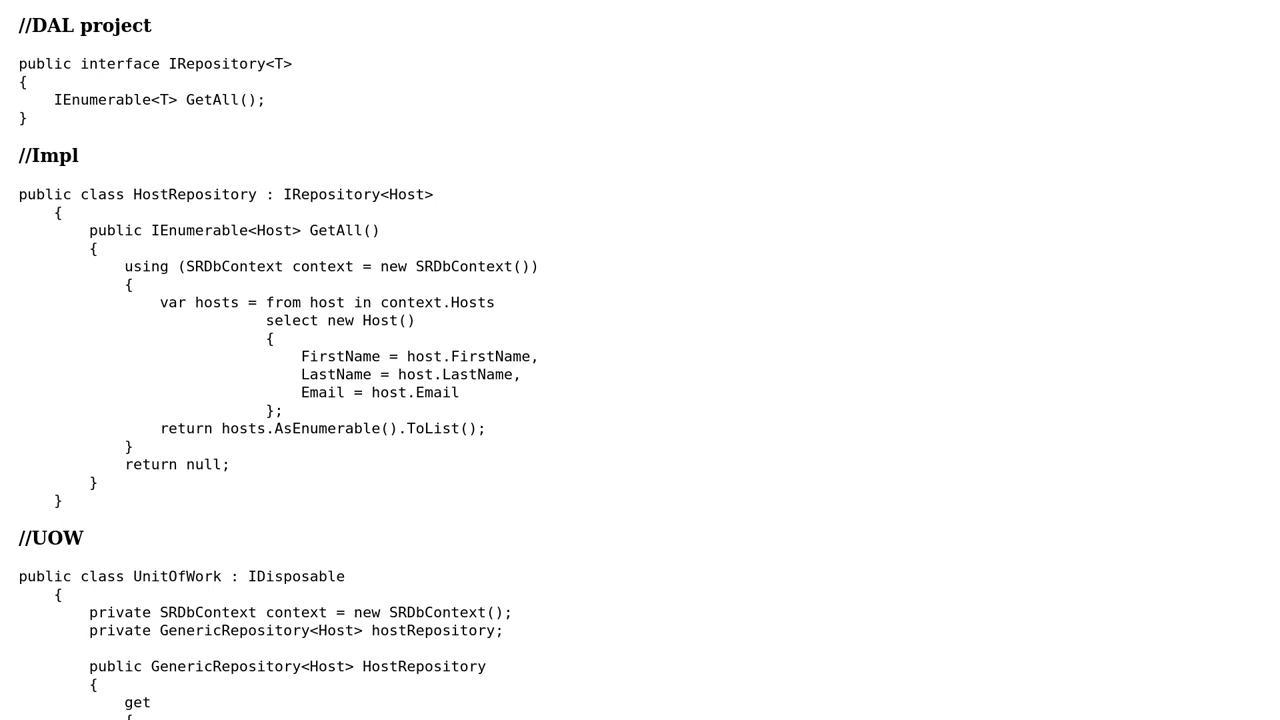 //DAL project
public interface IRepository<T>
{
    IEnumerable<T> GetAll();
}
//Impl
public class HostRepository : IRepository<Host>
    {
        public IEnumerable<Host> GetAll()
        {
            using (SRDbContext context = new SRDbContext())
            {
                var hosts = from host in context.Hosts
                            select new Host()
                            {
                                FirstName = host.FirstName,
                                LastName = host.LastName,
                                Email = host.Email
                            };
                return hosts.AsEnumerable().ToList();
            }
            return null;
        }
    }
//UOW
public class UnitOfWork : IDisposable
    {
        private SRDbContext context = new SRDbContext();
        private GenericRepository<Host> hostRepository;

        public GenericRepository<Host> HostRepository
        {
            get
            {